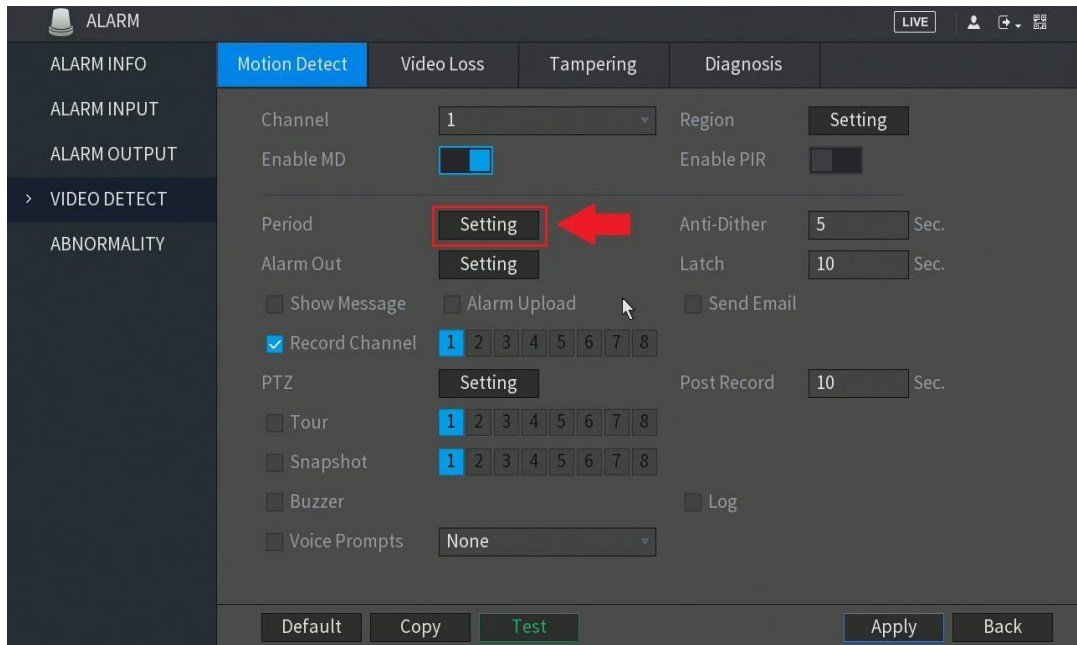 ALARM
LIVE
ALARM INFO
ALARM INPUT
ALARM OUTPUT
> VIDEO DETECT
ABNORMALITY
Motion Detect Video Loss Tampering Diagnosis
Channel 1 Region Setting
Enable MD Enable PIR
Period Setting Anti-Dither 5 Sec.
Alarm Out Setting Latch 10 Sec.
Show Message Alarm Upload Send Email
Record Channel 1 2 3 4 5 6 7 8
PTZ Setting Post Record 10 Sec.
Tour 1 2 3 4 5 6 7 8
Snapshot 1 2 3 4 5 6 7 8
Buzzer Log
Voice Prompts None
Default Copy Test Apply Back